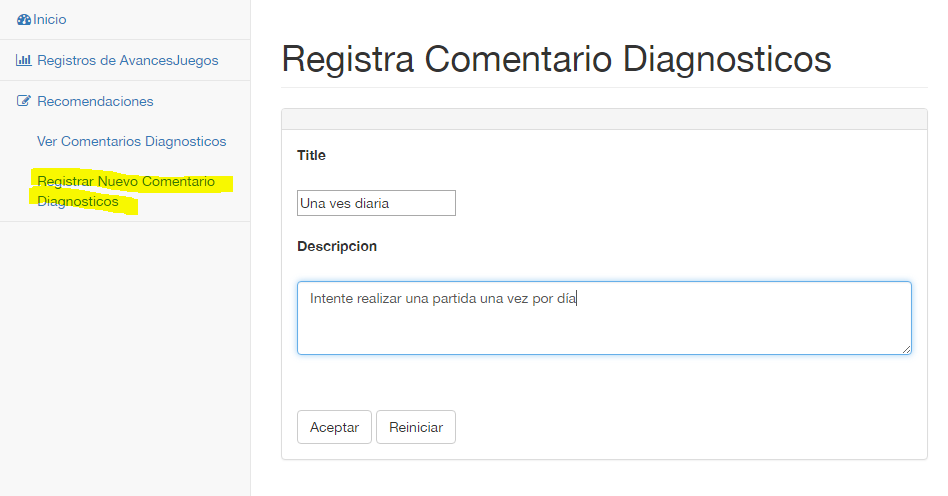 Inicio
Registros de AvancesJuegos
Recomendaciones
Ver Comentarios Diagnosticos
Registrar Nuevo Comentario
Diagnosticos
Registra Comentario Diagnosticos
Title
Una ves diaria
Descripcion
Intente realizar una partida una vez por día
Aceptar
Reiniciar